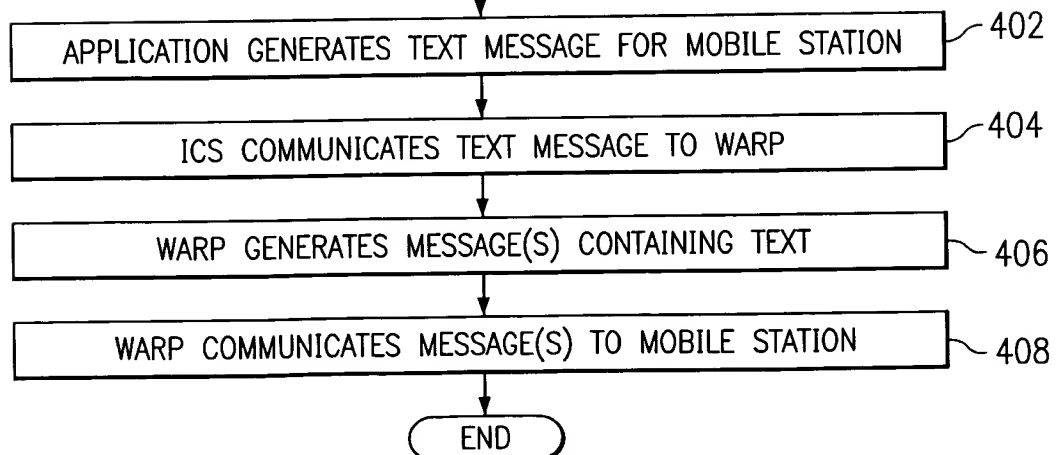 APPLICATION GENERATES TEXT MESSAGE FOR MOBILE STATION 402
ICS COMMUNICATES TEXT MESSAGE TO WARP 404
WARP GENERATES MESSAGE(S) CONTAINING TEXT 406
WARP COMMUNICATES MESSAGE(S) TO MOBILE STATION 408
END